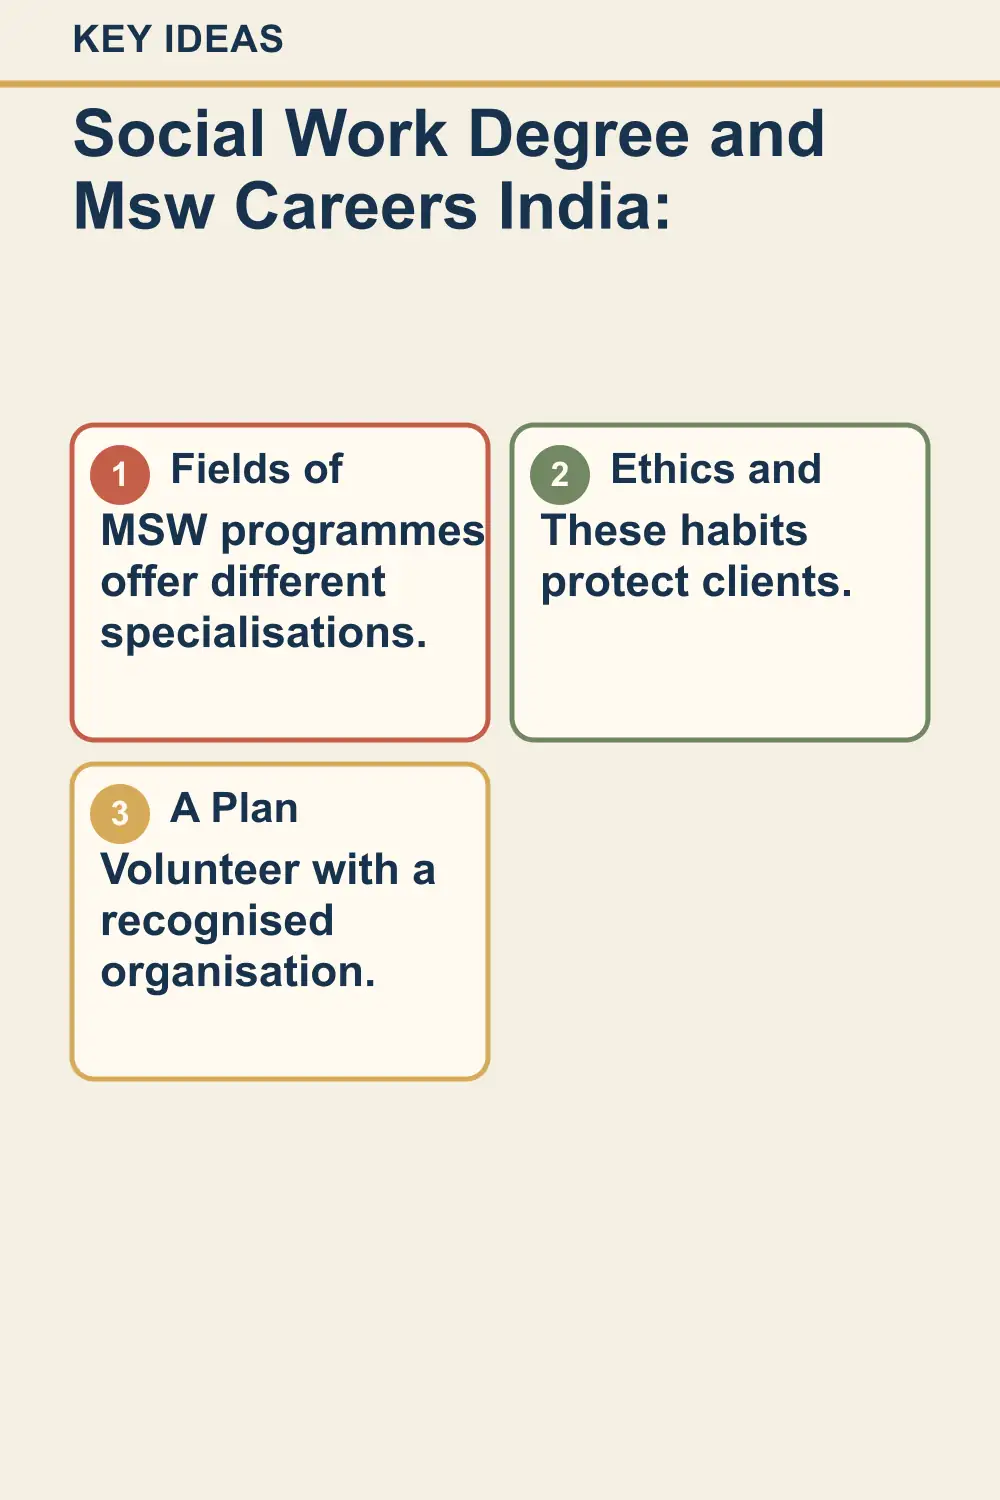 KEY IDEAS
Social Work Degree and
Msw Careers India:
1 Fields of
MSW programmes
offer different
specialisations.
2 Ethics and
These habits
protect clients.
3 A Plan
Volunteer with a
recognised
organisation.